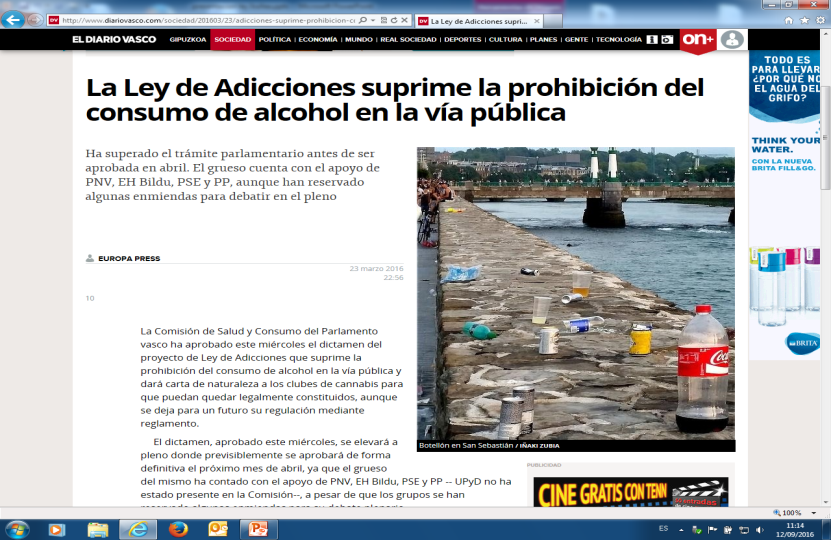 http://www.diariovasco.com/sociedad/201603/23/adicciones-suprime-prohibicion-c
La Ley de Adicciones supri...
EL DIARIO VASCO
GIPUZKOA SOCIEDAD POLÍTICA ECONOMÍA MUNDO REAL SOCIEDAD DEPORTES CULTURA PLANES GENTE TECNOLOGÍA on+
La Ley de Adicciones suprime la prohibición del
consumo de alcohol en la vía pública
Ha superado el trámite parlamentario antes de ser
aprobada en abril. El grueso cuenta con el apoyo de
PNV, EH Bildu, PSE y PP, aunque han reservado
algunas enmiendas para debatir en el pleno
EUROPA PRESS
23 marzo 2016
22:56
10
La Comisión de Salud y Consumo del Parlamento
vasco ha aprobado este miércoles el dictamen del
proyecto de Ley de Adicciones que suprime la
prohibición del consumo de alcohol en la vía pública y
dará carta de naturaleza a los clubes de cannabis para
que puedan quedar legalmente constituidos, aunque
se deja para un futuro su regulación mediante
reglamento.
El dictamen, aprobado este miércoles, se elevará a
pleno donde previsiblemente se aprobará de forma
definitiva el próximo mes de abril, ya que el grueso
del mismo ha contado con el apoyo de PNV, EH Bildu, PSE y PP -- UPyD no ha
estado presente en la Comisión--, a pesar de que los grupos se han
Botellón en San Sebastián / IÑAKI ZUBIA
PUBLICIDAD
CINE GRATIS CON TENN
TODO ES
PARA LLEVAR
¿POR QUÉ NO
EL AGUA DEL
GRIFO?
THINK YOUR
WATER.
CON LA NUEVA
BRITA FILL&GO.
BRITA
100%
ES
11:14
12/09/2016